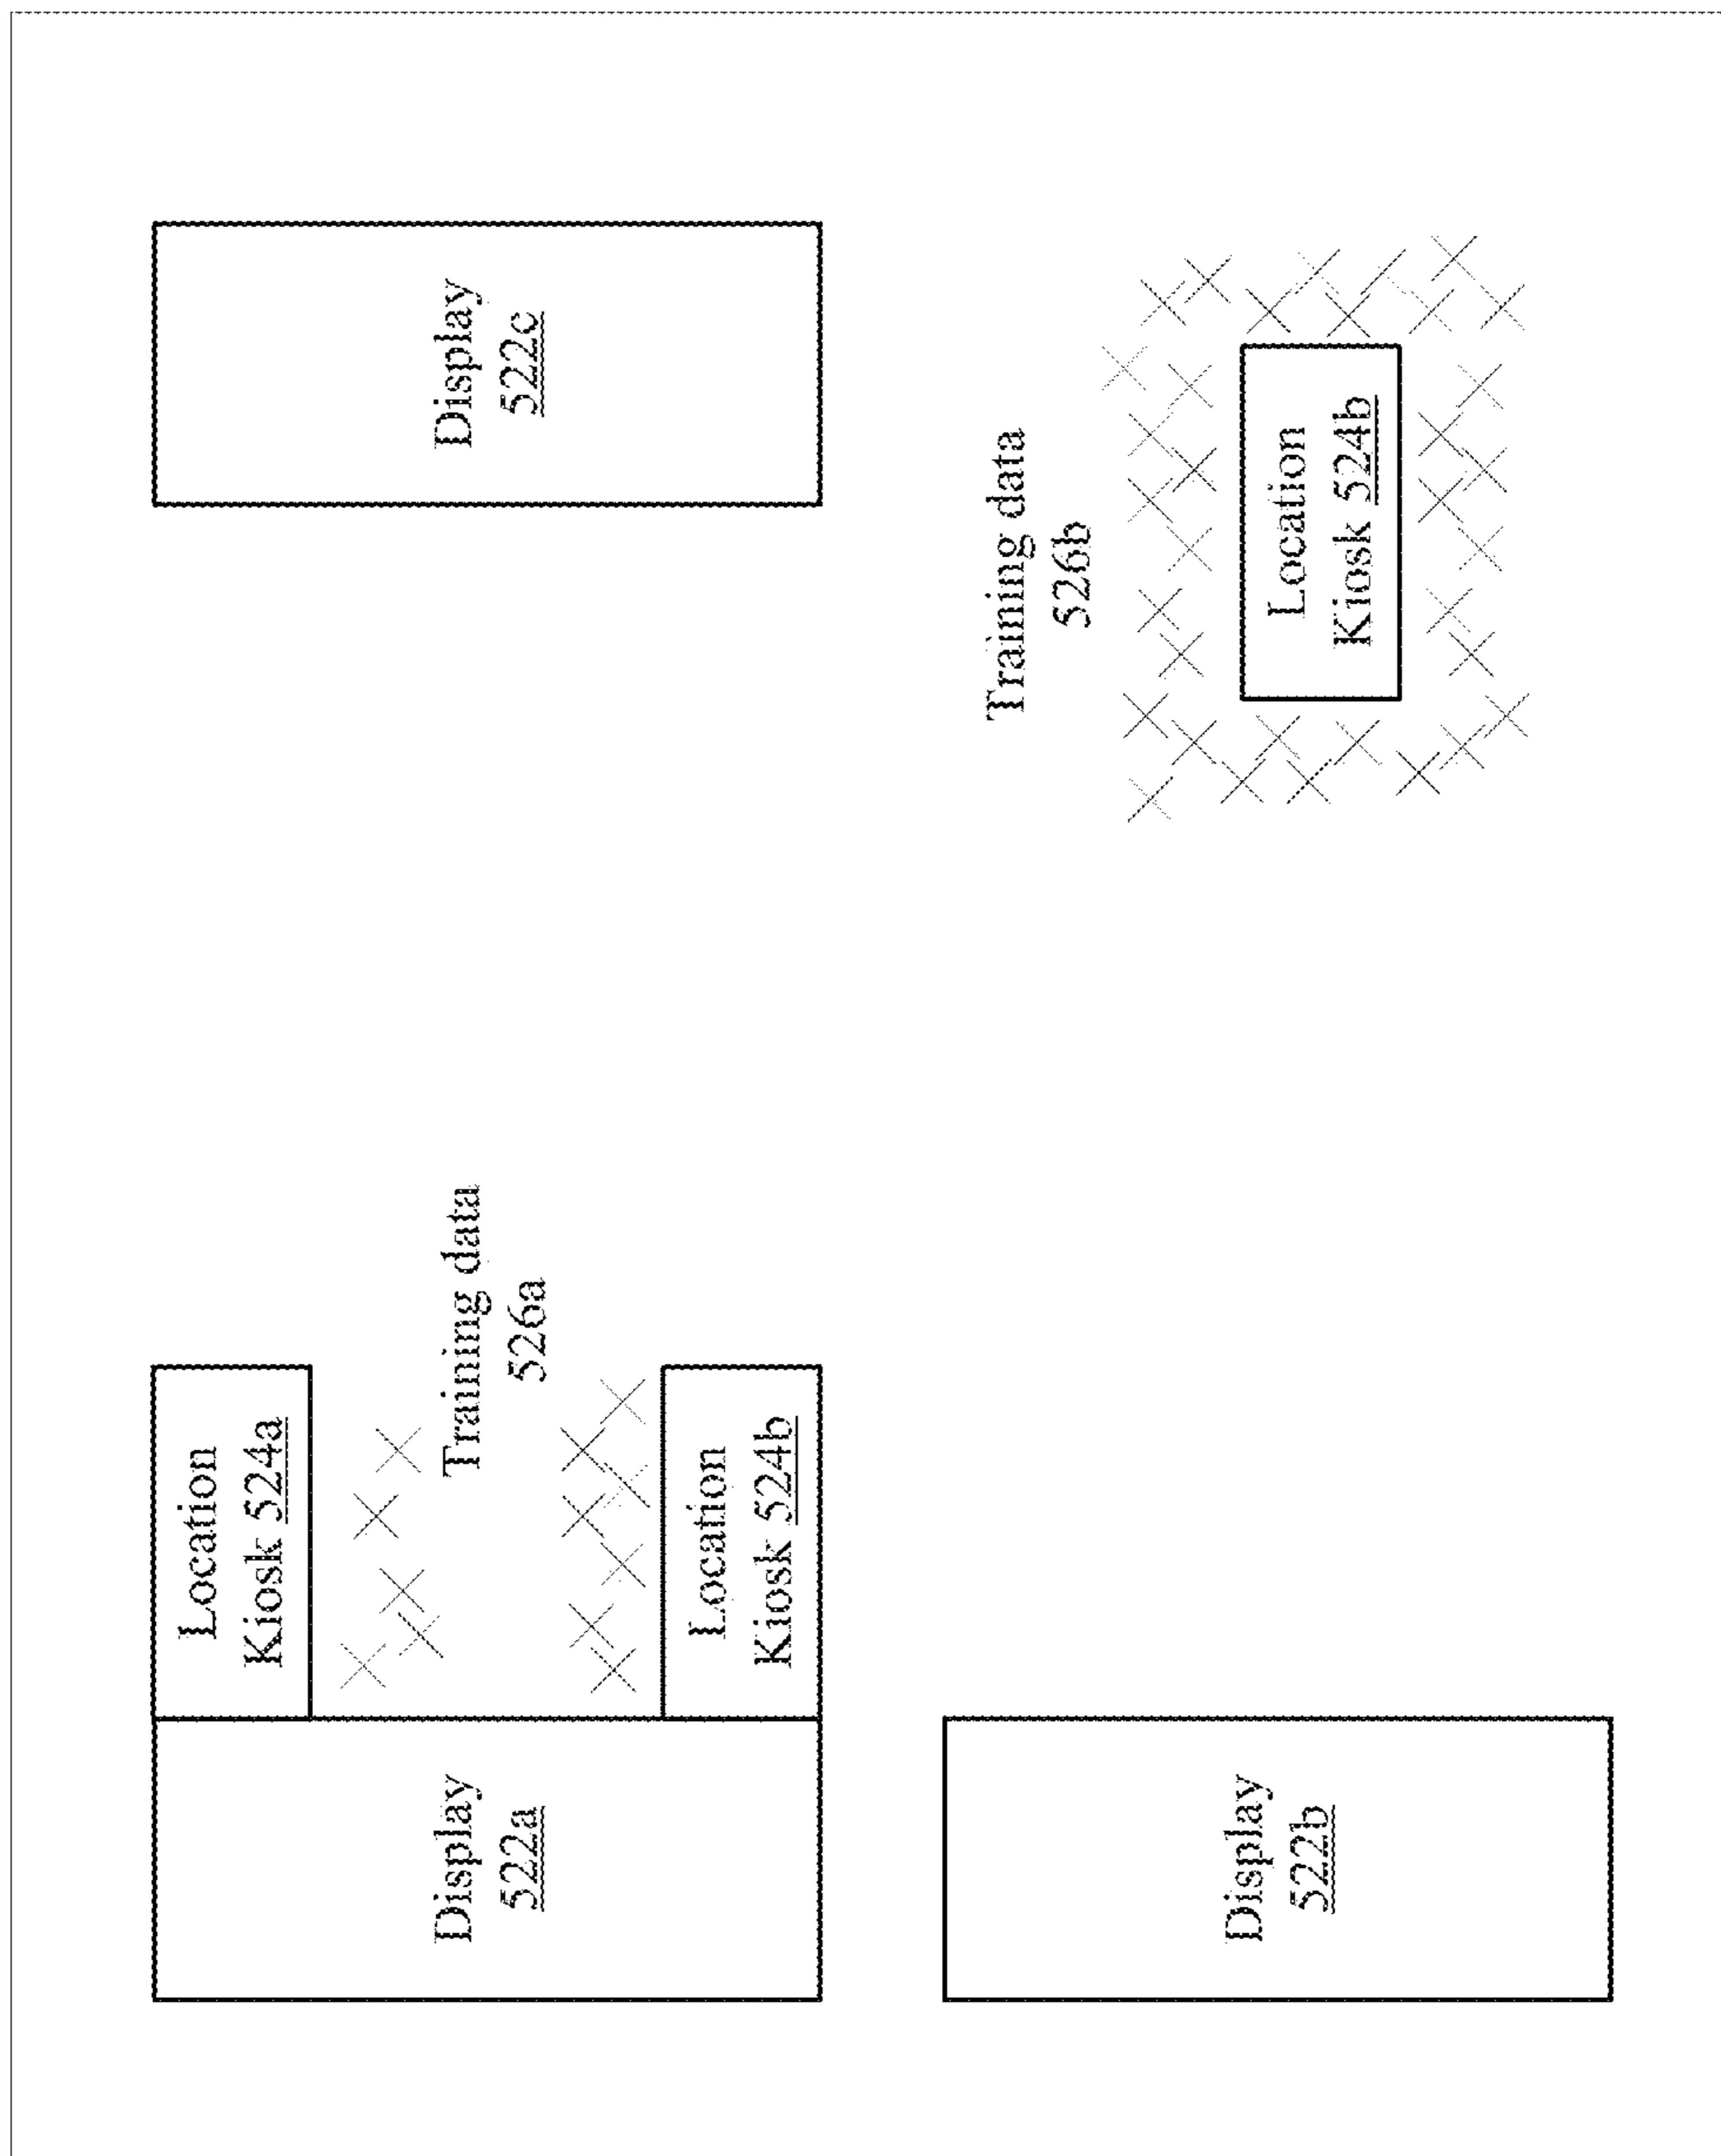 Location
Kiosk 524a
Display
522a
Training data
526a
Display
522c
Location
Kiosk 524b
Display
522b
Training data
526b
Location
Kiosk 524b